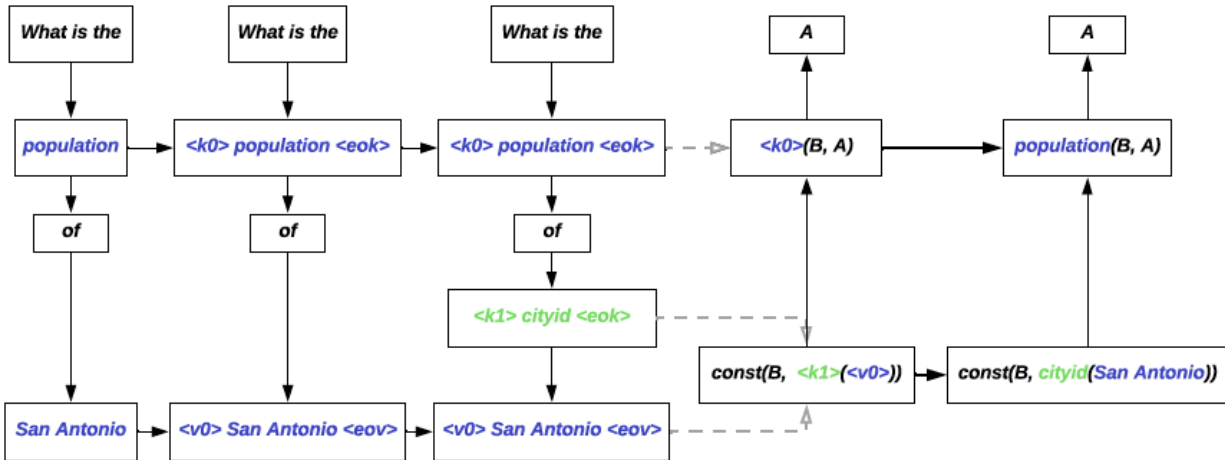 What is the
What is the
What is the
A
A
population
<k0> population <eok>
<k0> population <eok>
<k0>(B, A)
population(B, A)
of
of
of
<k1> cityid <eok>
const(B, <k1>(<v0>))
const(B, cityid(San Antonio))
San Antonio
<v0> San Antonio <eov>
<v0> San Antonio <eov>